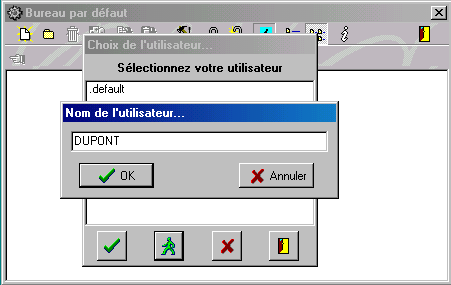 Bureau par défaut
Choix de l'utilisateur...
Sélectionnez votre utilisateur
.default
Nom de l'utilisateur...
DUPONT
OK
Annuler